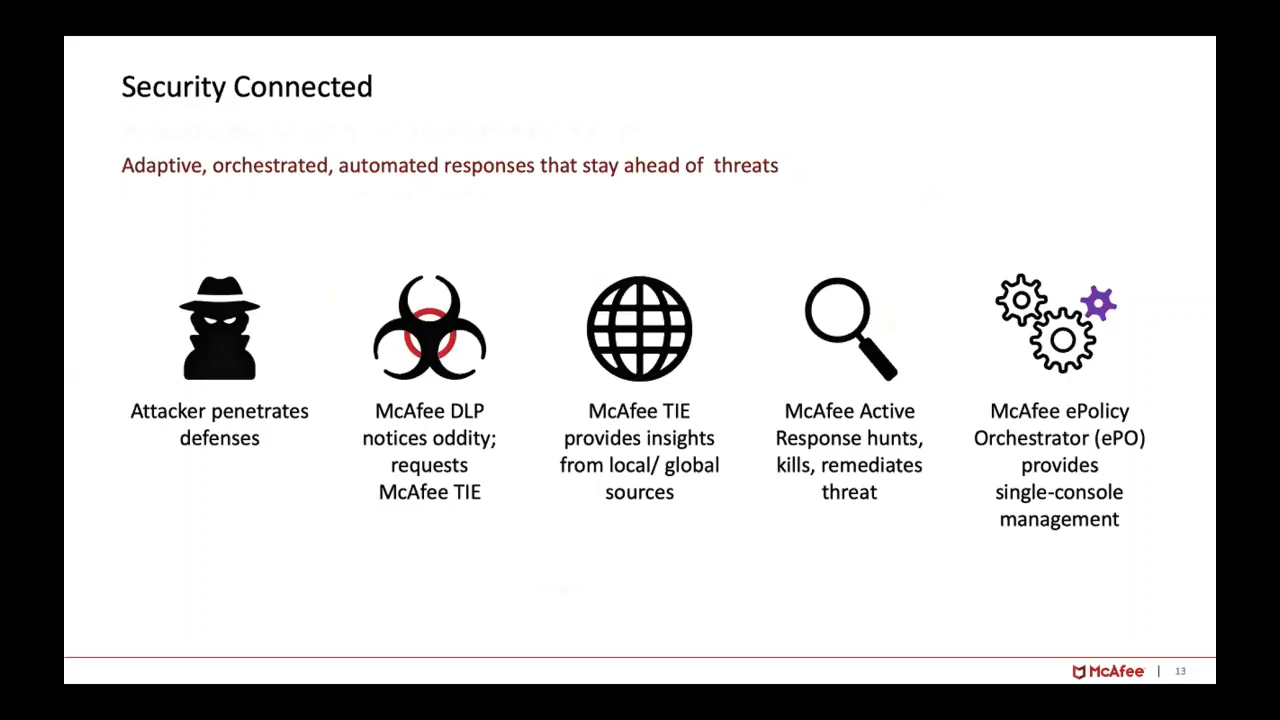 Security Connected
Adaptive, orchestrated, automated responses that stay ahead of  threats
Attacker penetrates
defenses
McAfee DLP
notices oddity;
requests
McAfee TIE
McAfee TIE
provides insights
from local/ global
sources
McAfee Active
Response hunts,
kills, remediates
threat
McAfee ePolicy
Orchestrator (ePO)
provides
single-console
management
McAfee | 13